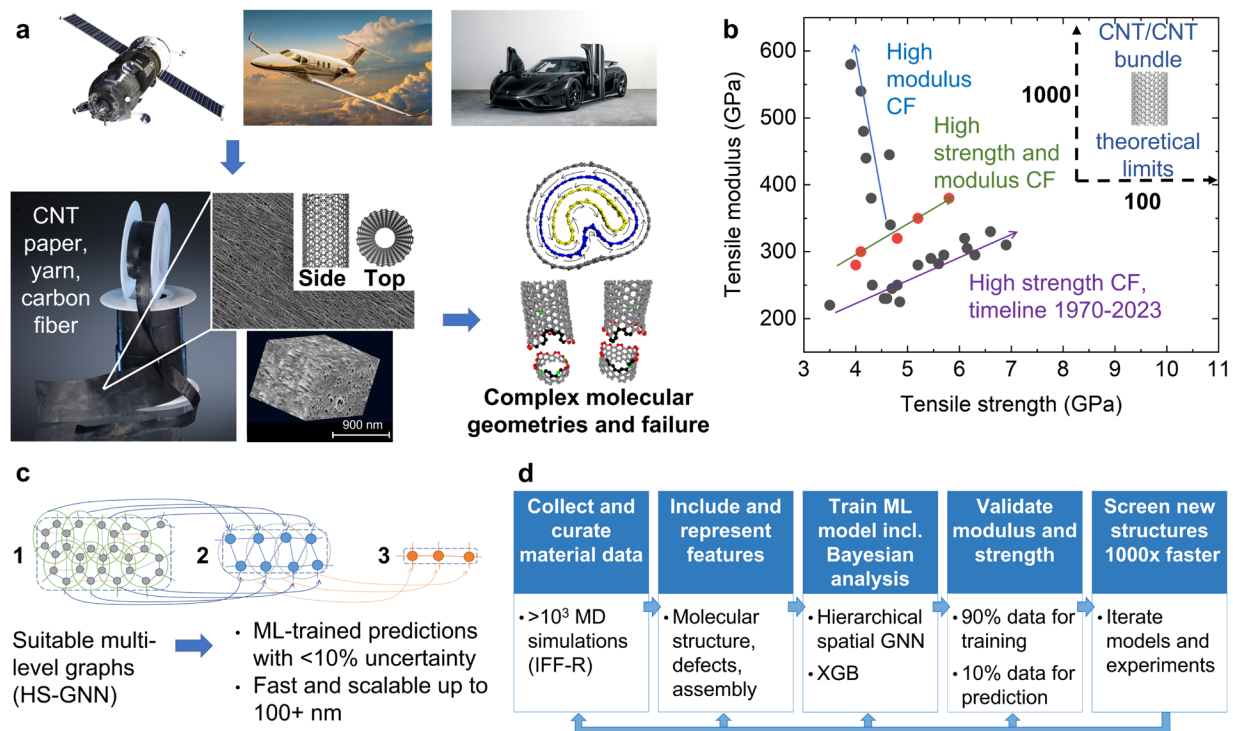 a
CNT
paper,
yarn,
carbon
fiber
Side
Top
900 nm
Complex molecular
geometries and failure
b
Tensile modulus (GPa)
600
500
400
300
200
3
4
5
6
7
8
9
10
11
Tensile strength (GPa)
High
modulus
CF
High
strength and
modulus CF
High strength CF,
timeline 1970-2023
CNT/CNT
bundle
1000
theoretical
limits
100
c
1
2
3
Suitable multi-
level graphs
(HS-GNN)
• ML-trained predictions
with <10% uncertainty
• Fast and scalable up to
100+ nm
d
Collect and
curate
material data
• >10³ MD
simulations
(IFF-R)
Include and
represent
features
• Molecular
structure,
defects,
assembly
Train ML
model incl.
Bayesian
analysis
• Hierarchical
spatial GNN
• XGB
Validate
modulus and
strength
• 90% data for
training
• 10% data for
prediction
Screen new
structures
1000x faster
• Iterate
models and
experiments